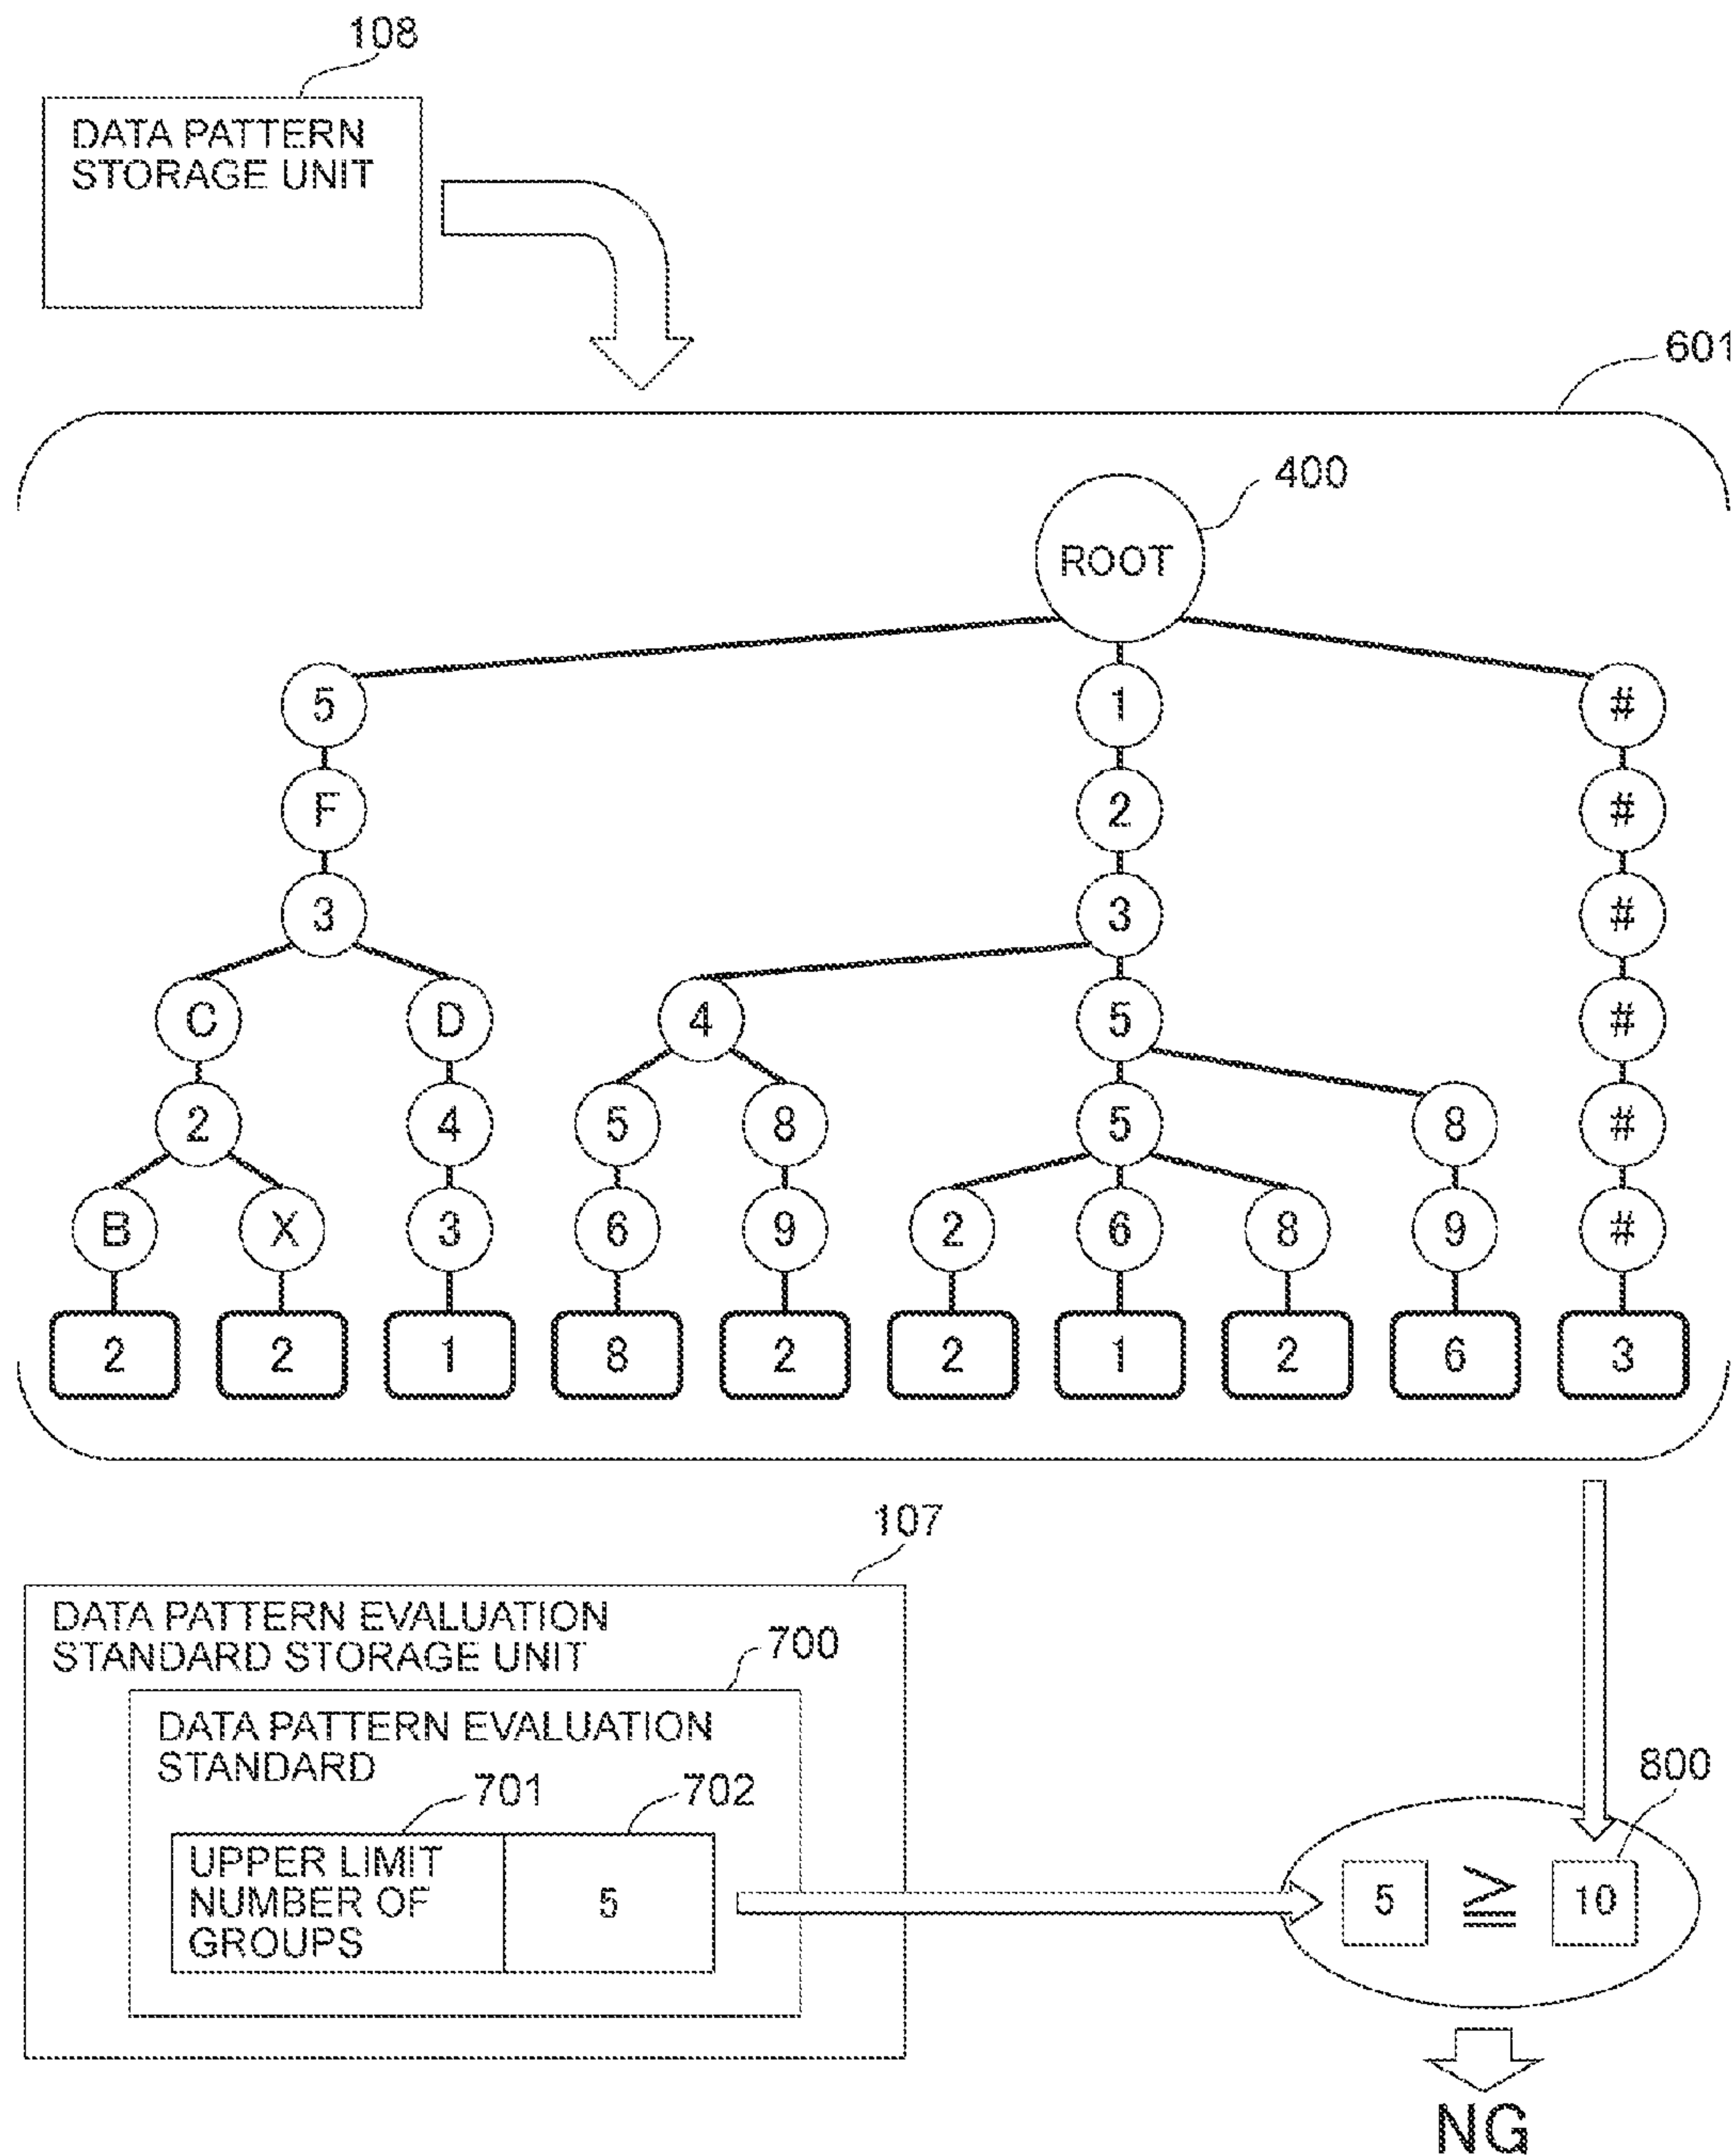 108
DATA PATTERN
STORAGE UNIT
601
400
ROOT
5 1 #
F 2 #
3 3 #
C D 4 5 #
2 4 5 8 5 8 #
B X 3 6 9 2 6 8 9 #
2 2 1 8 2 2 1 2 6 3
107
DATA PATTERN EVALUATION
STANDARD STORAGE UNIT
700
DATA PATTERN EVALUATION
STANDARD
701 702
UPPER LIMIT
NUMBER OF
GROUPS
5
800
5 ≧ 10
NG